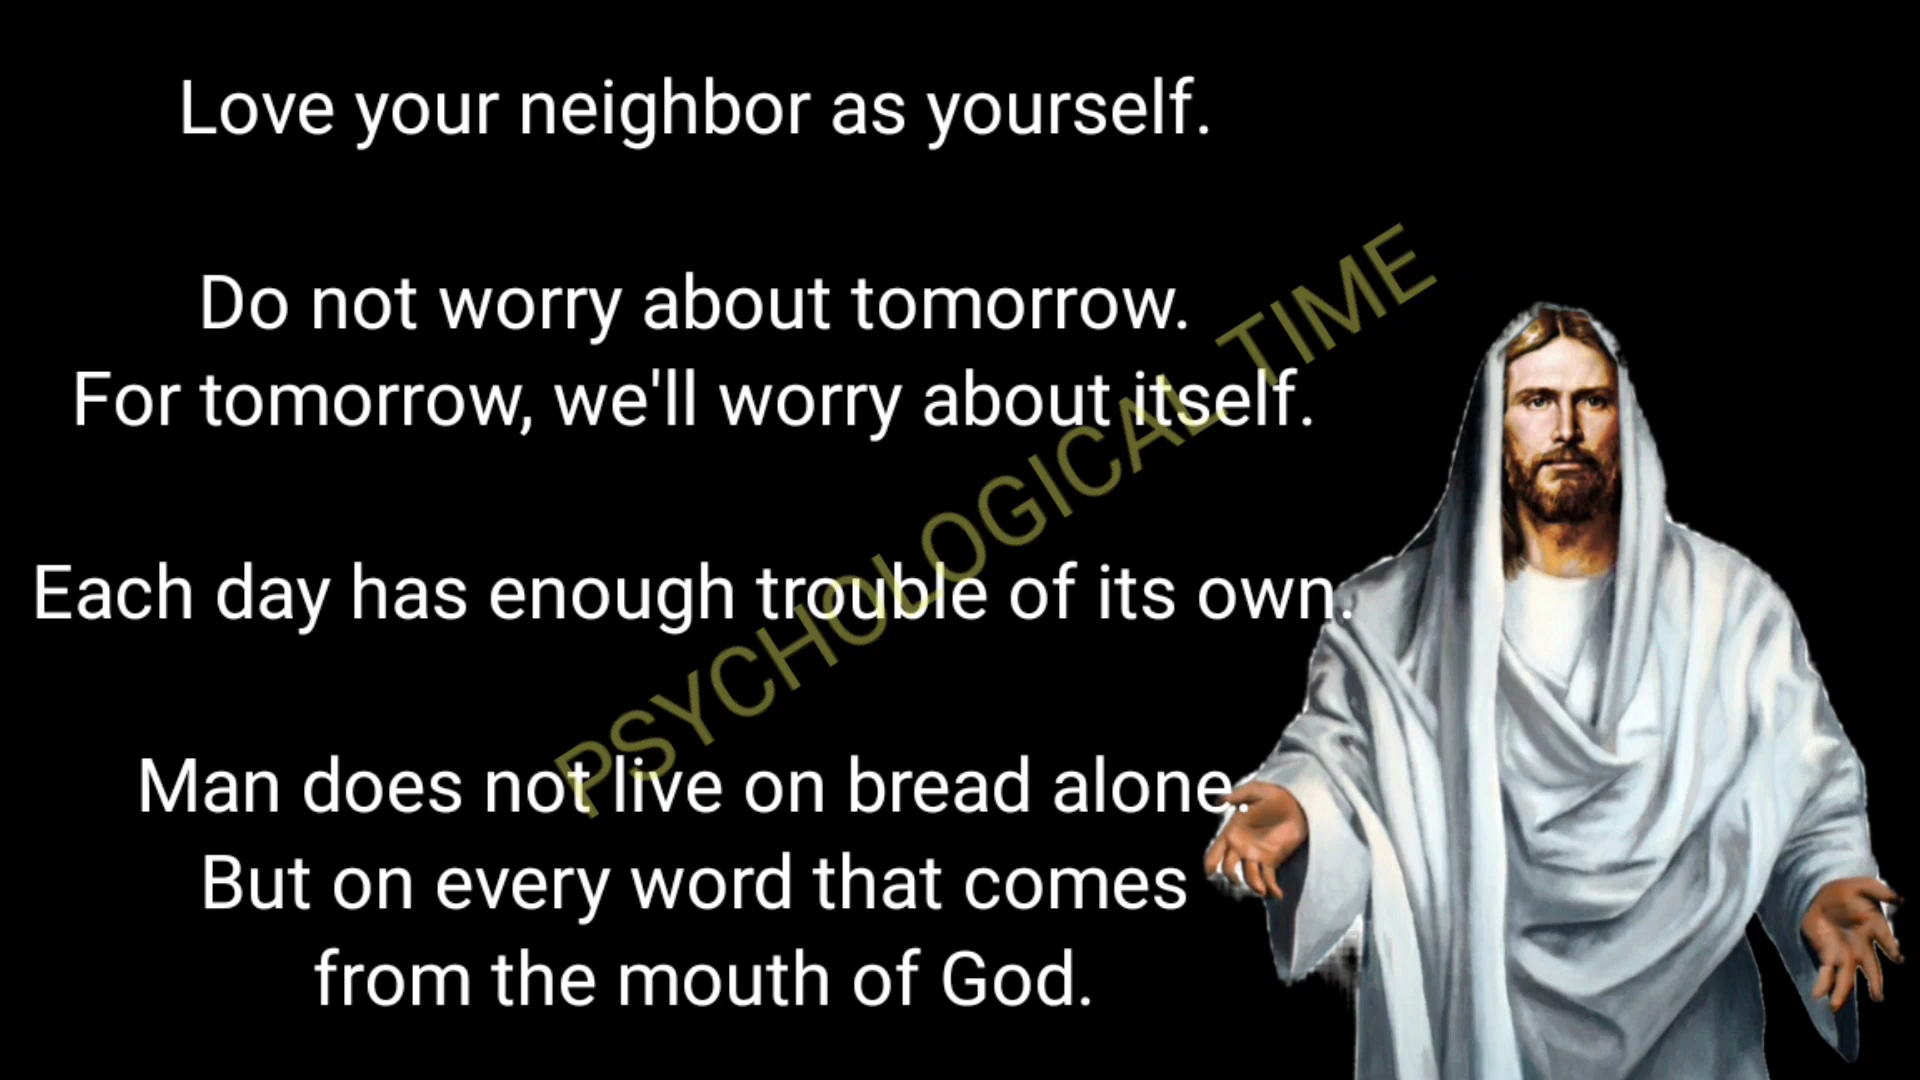 Love your neighbor as yourself.
Do not worry about tomorrow.
For tomorrow, we'll worry about itself.
Each day has enough trouble of its own.
Man does not live on bread alone.
But on every word that comes
from the mouth of God.
PSYCHOLOGICAL TIME